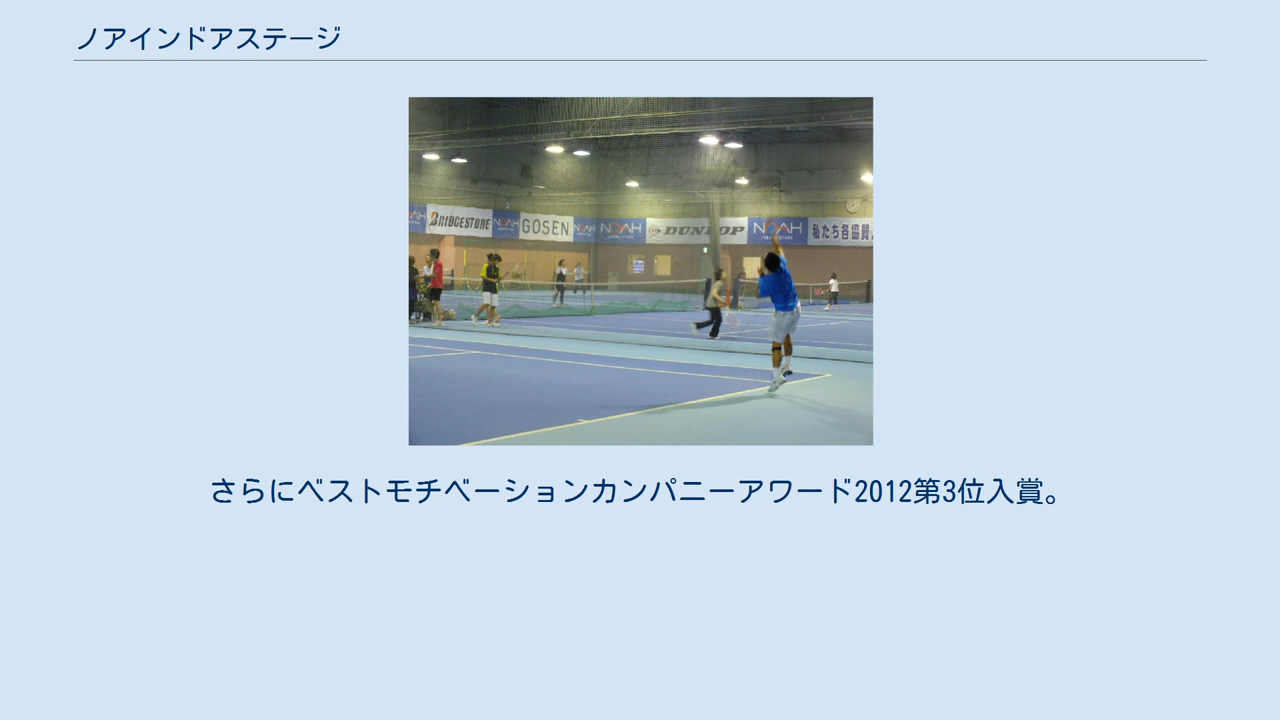 ノアインドアステージ
BRIDGESTONE
NOAH
GOSEN
NOAH
NOAH
DUNLOP
NOAH
私たち各協賛
さらにベストモチベーションカンパニーアワード2012第3位入賞。